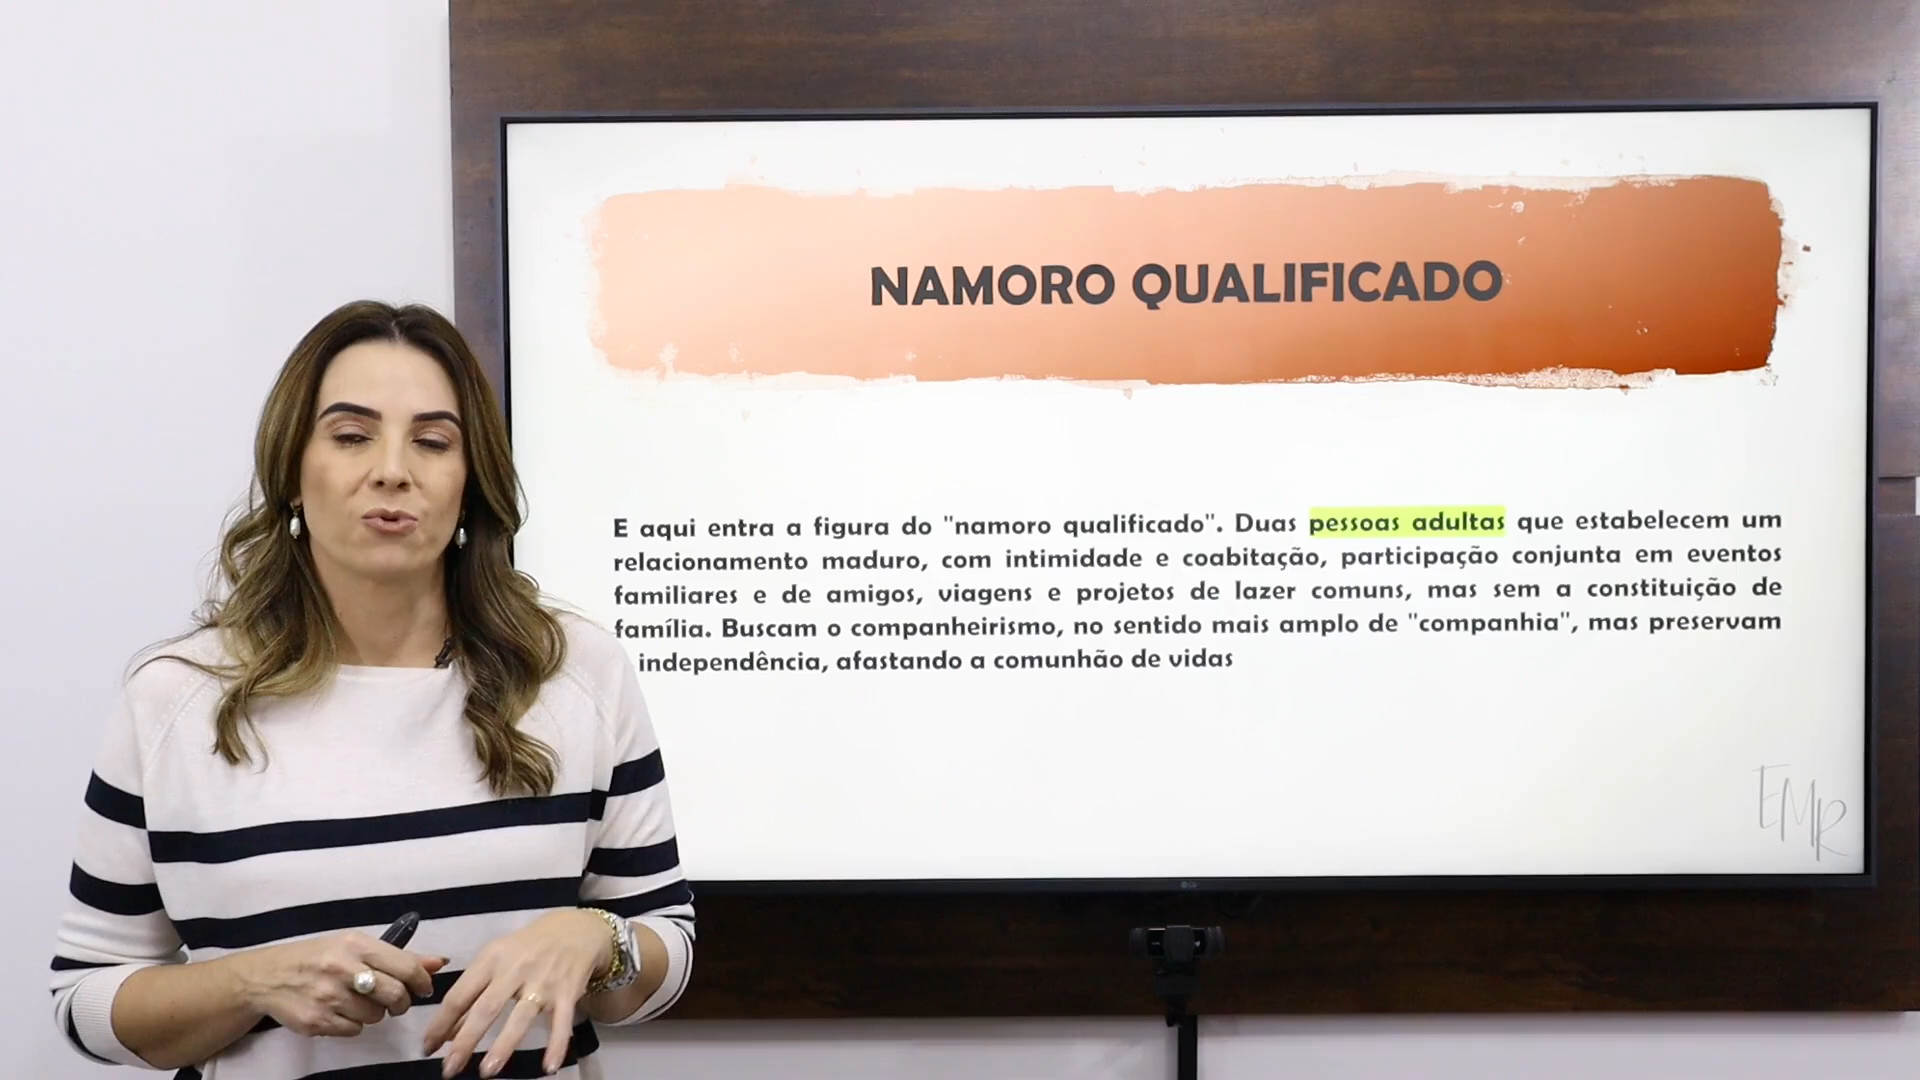 NAMORO QUALIFICADO
E aqui entra a figura do "namoro qualificado". Duas pessoas adultas que estabelecem um
relacionamento maduro, com intimidade e coabitação, participação conjunta em eventos
familiares e de amigos, viagens e projetos de lazer comuns, mas sem a constituição de
família. Buscam o companheirismo, no sentido mais amplo de "companhia", mas preservam
independência, afastando a comunhão de vidas
EMR
LG